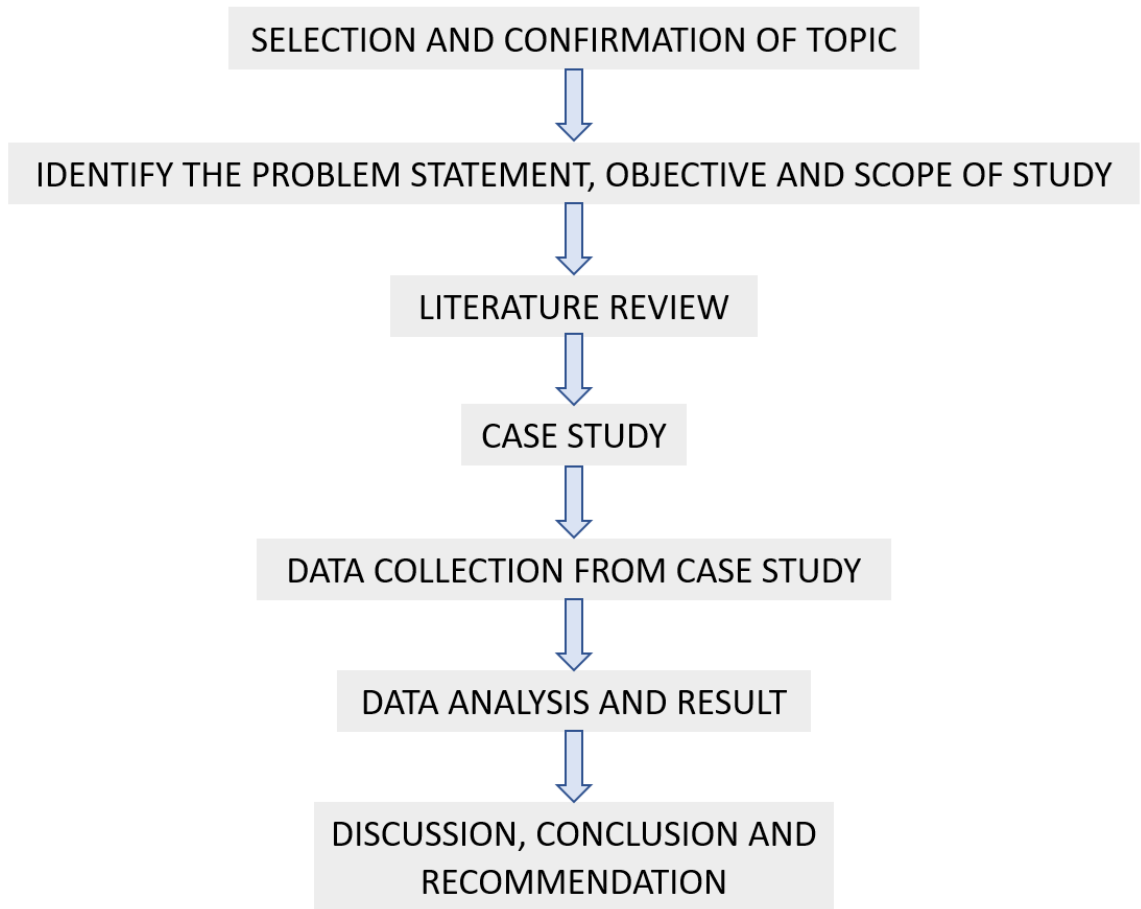 SELECTION AND CONFIRMATION OF TOPIC
IDENTIFY THE PROBLEM STATEMENT, OBJECTIVE AND SCOPE OF STUDY
LITERATURE REVIEW
CASE STUDY
DATA COLLECTION FROM CASE STUDY
DATA ANALYSIS AND RESULT
DISCUSSION, CONCLUSION AND
RECOMMENDATION